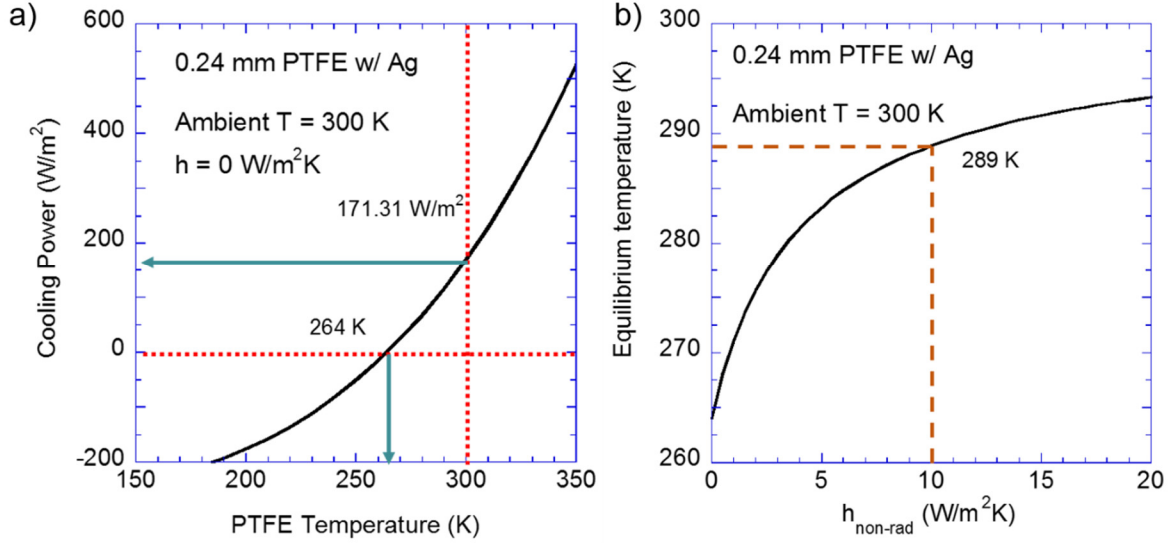 a)
600
400
200
0
-200
Cooling Power (W/m²)
0.24 mm PTFE w/ Ag
Ambient T = 300 K
h = 0 W/m²K
171.31 W/m²
264 K
150 200 250 300 350
PTFE Temperature (K)
b)
300
290
280
270
260
Equilibrium temperature (K)
0.24 mm PTFE w/ Ag
Ambient T = 300 K
289 K
0 5 10 15 20
h non-rad (W/m²K)